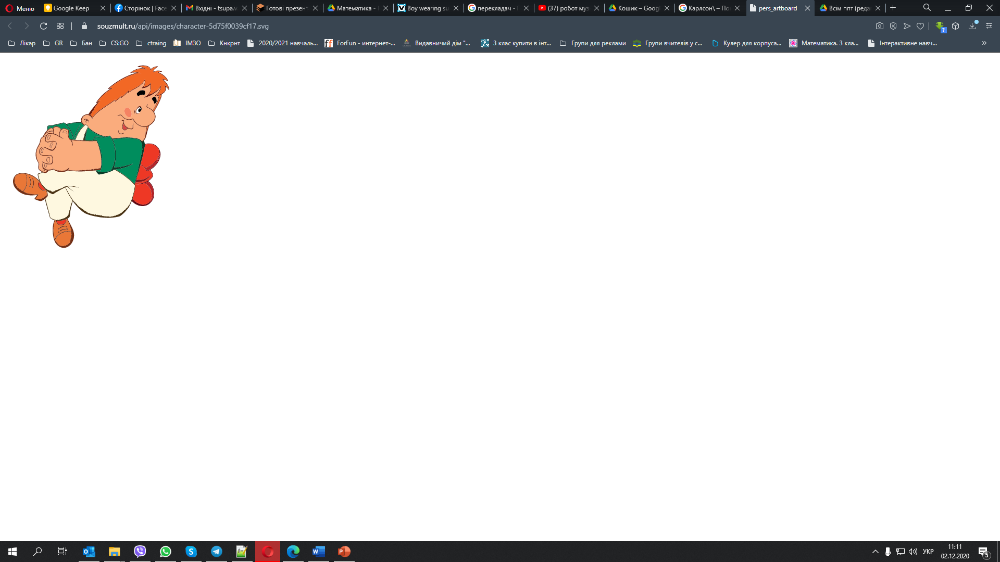 Меню
Google Keep
Сторінок | Face
Вхідні - tsupa.v
Готові презент
Математика -
Boy wearing su
перекладач -
(37) робот муз
Кошик – Googl
Карлсон\ – По
pers_artboard
Всім ппт (реда
souzmult.ru/api/images/character-5d75f0039cf17.svg
Лікар
GR
Бан
CS:GO
ctraing
ІМЗО
Кнкрнт
2020/2021 навчаль...
ForFun - интернет-...
Видавничий дім "...
3 клас купити в інт...
Групи для реклами
Групи вчителів у с...
Кулер для корпуса...
Математика. 3 кла...
Інтерактивне навч...
»
УКР
11:11
02.12.2020
5